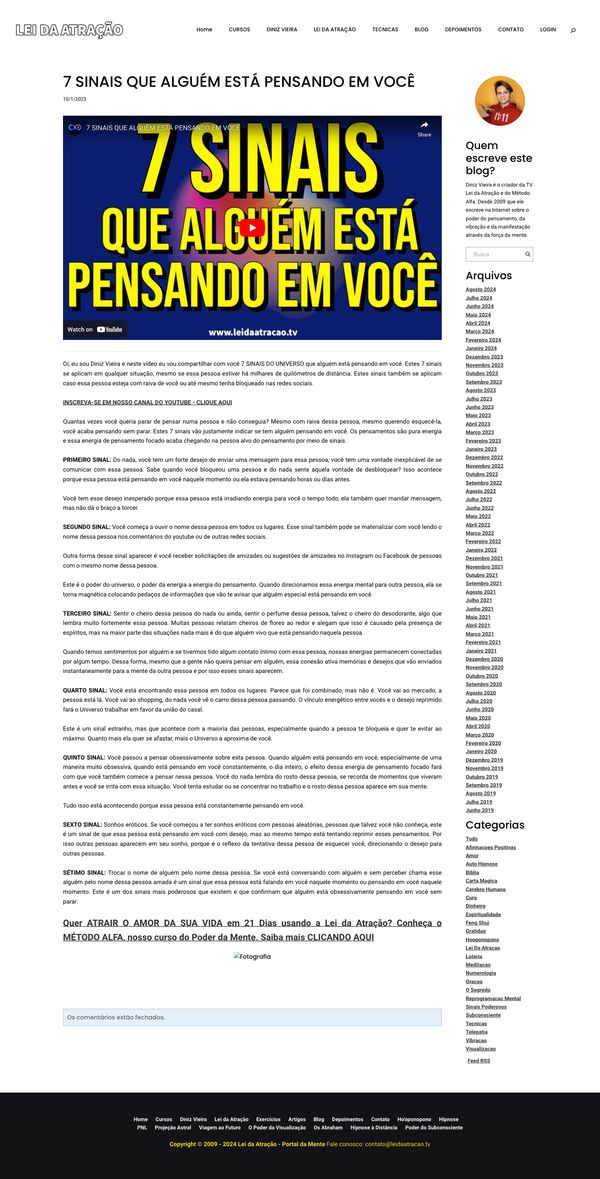 LEI DA ATRAÇÃO
Home CURSOS DINIZ VIEIRA LEI DA ATRAÇÃO TECNICAS BLOG DEPOIMENTOS CONTATO LOGIN
7 SINAIS QUE ALGUÉM ESTÁ PENSANDO EM VOCÊ
10/1/2023
7 SINAIS QUE ALGUÉM ESTÁ PENSANDO EM VOCÊ
Share
7 SINAIS
QUE ALGUÉM ESTÁ
PENSANDO EM VOCÊ
Watch on YouTube
www.leidaatracao.tv
Oi, eu sou Diniz Vieira e neste vídeo eu vou compartilhar com você 7 SINAIS DO UNIVERSO que alguém está pensando em você. Estes 7 sinais
se aplicam em qualquer situação, mesmo se essa pessoa estiver há milhares de quilômetros de distância. Estes sinais também se aplicam
caso essa pessoa esteja com raiva de você ou até mesmo tenha bloqueado nas redes sociais.
INSCREVA-SE EM NOSSO CANAL DO YOUTUBE - CLIQUE AQUI
Quantas vezes você queria parar de pensar numa pessoa e não conseguia? Mesmo com raiva dessa pessoa, mesmo querendo esquecê-la,
você acaba pensando sem parar. Estes 7 sinais vão justamente indicar se tem alguém pensando em você. Os pensamentos são pura energia
e essa energia de pensamento focado acaba chegando na pessoa alvo do pensamento por meio de sinais.
PRIMEIRO SINAL: Do nada, você tem um forte desejo de enviar uma mensagem para essa pessoa, você tem uma vontade inexplicável de se
comunicar com essa pessoa. Sabe quando você bloqueou uma pessoa e do nada sente aquela vontade de desbloquear? Isso acontece
porque essa pessoa está pensando em você naquele momento ou ela estava pensando horas ou dias antes.
Você tem esse desejo inesperado porque essa pessoa está irradiando energia para você o tempo todo, ela também quer mandar mensagem,
mas não dá o braço a torcer.
SEGUNDO SINAL: Você começa a ouvir o nome dessa pessoa em todos os lugares. Esse sinal também pode se materializar com você lendo o
nome dessa pessoa nos comentários do youtube ou de outras redes sociais.
Outra forma desse sinal aparecer é você receber solicitações de amizades ou sugestões de amizades no Instagram ou Facebook de pessoas
com o mesmo nome dessa pessoa.
Este é o poder do universo, o poder da energia a energia do pensamento. Quando direcionamos essa energia mental para outra pessoa, ela se
torna magnética colocando pedaços de informações que vão te avisar que alguém especial está pensando em você.
TERCEIRO SINAL: Sentir o cheiro dessa pessoa do nada ou ainda, sentir o perfume dessa pessoa, talvez o cheiro do desodorante, algo que
lembra muito fortemente essa pessoa. Muitas pessoas relatam cheiros de flores ao redor e alegam que isso é causado pela presença de
espíritos, mas na maior parte das situações nada mais é do que alguém vivo que está pensando naquela pessoa.
Quando temos sentimentos por alguém e se tivermos tido algum contato íntimo com essa pessoa, nossas energias permanecem conectadas
por algum tempo. Dessa forma, mesmo que a gente não queira pensar em alguém, essa conexão ativa memórias e desejos que vão enviados
instantaneamente para a mente da outra pessoa e por isso esses sinais aparecem.
QUARTO SINAL: Você está encontrando essa pessoa em todos os lugares. Parece que foi combinado, mas não é. Você vai ao mercado, a
pessoa está lá. Você vai ao shopping, do nada você vê o carro dessa pessoa passando. O vínculo energético entre vocês e o desejo reprimido
fará o Universo trabalhar em favor da união do casal.
Este é um sinal estranho, mas que acontece com a maioria das pessoas, especialmente quando a pessoa te bloqueia e quer te evitar ao
máximo. Quanto mais ela quer se afastar, mais o Universo a aproxima de você.
QUINTO SINAL: Você passou a pensar obsessivamente sobre esta pessoa. Quando alguém está pensando em você, especialmente de uma
maneira muito obsessiva, quando está pensando em você constantemente, o dia inteiro, o efeito dessa energia de pensamento focado fará
com que você também comece a pensar nessa pessoa. Você do nada lembra do rosto dessa pessoa, se recorda de momentos que viveram
antes e você se irrita com essa situação. Você tenta estudar ou se concentrar no trabalho e o rosto dessa pessoa aparece em sua mente.
Tudo isso está acontecendo porque essa pessoa está constantemente pensando em você.
SEXTO SINAL: Sonhos eróticos. Se você começou a ter sonhos eróticos com pessoas aleatórias, pessoas que talvez você não conheça, este
é um sinal de que essa pessoa está pensando em você com desejo, mas ao mesmo tempo está tentando reprimir esses pensamentos. Por
isso outras pessoas aparecem em seu sonho, porque é o reflexo da tentativa dessa pessoa de esquecer você, direcionando o desejo para
outras pessoas.
SÉTIMO SINAL: Trocar o nome de alguém pelo nome dessa pessoa. Se você está conversando com alguém e sem perceber chama esse
alguém pelo nome dessa pessoa amada é um sinal que essa pessoa está falando em você naquele momento ou pensando em você naquele
momento. Este é um dos sinais mais poderosos que existem e que confirmam que alguém está obsessivamente pensando em você sem
parar.
Quer ATRAIR O AMOR DA SUA VIDA em 21 Dias usando a Lei da Atração? Conheça o
MÉTODO ALFA, nosso curso do Poder da Mente. Saiba mais CLICANDO AQUI
Fotografia
Os comentários estão fechados.
11:11
Quem
escreve este
blog?
Diniz Vieira é o criador da TV
Lei da Atração e do Método
Alfa. Desde 2009 que ele
escreve na Internet sobre o
poder do pensamento, da
vibração e da manifestação
através da força da mente.
Busca
Arquivos
Agosto 2024
Julho 2024
Junho 2024
Maio 2024
Abril 2024
Março 2024
Fevereiro 2024
Janeiro 2024
Dezembro 2023
Novembro 2023
Outubro 2023
Setembro 2023
Agosto 2023
Julho 2023
Junho 2023
Maio 2023
Abril 2023
Março 2023
Fevereiro 2023
Janeiro 2023
Dezembro 2022
Novembro 2022
Outubro 2022
Setembro 2022
Agosto 2022
Julho 2022
Junho 2022
Maio 2022
Abril 2022
Março 2022
Fevereiro 2022
Janeiro 2022
Dezembro 2021
Novembro 2021
Outubro 2021
Setembro 2021
Agosto 2021
Julho 2021
Junho 2021
Maio 2021
Abril 2021
Março 2021
Fevereiro 2021
Janeiro 2021
Dezembro 2020
Novembro 2020
Outubro 2020
Setembro 2020
Agosto 2020
Julho 2020
Junho 2020
Maio 2020
Abril 2020
Março 2020
Fevereiro 2020
Janeiro 2020
Dezembro 2019
Novembro 2019
Outubro 2019
Setembro 2019
Agosto 2019
Julho 2019
Junho 2019
Categorias
Tudo
Afirmacoes Positivas
Amor
Auto Hipnose
Biblia
Carta Magica
Cerebro Humano
Cura
Dinheiro
Espiritualidade
Feng Shui
Gratidao
Hooponopono
Lei Da Atracao
Loteria
Meditacao
Numerologia
Oracao
O Segredo
Reprogramacao Mental
Sinais Poderosos
Subconsciente
Tecnicas
Telepatia
Vibracao
Visualizacao
Feed RSS
Home Cursos Diniz Vieira Lei da Atração Exercícios Artigos Blog Depoimentos Contato Ho'oponopono Hipnose
PNL Projeção Astral Viagem ao Futuro O Poder da Visualização Os Abraham Hipnose à Distância Poder do Subconsciente
Copyright © 2009 - 2024 Lei da Atração - Portal da Mente Fale conosco: contato@leidaatracao.tv